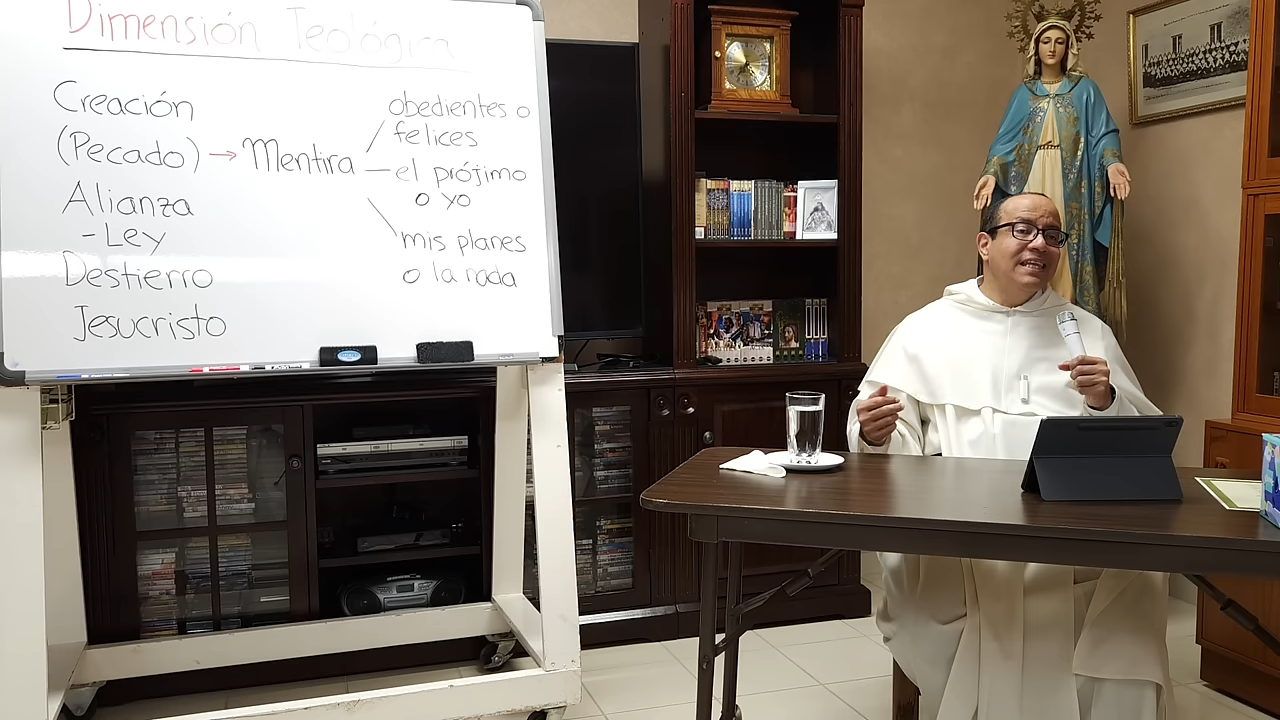 Dimensión Teológica
Creación
(Pecado) → Mentira
Alianza
-Ley
Destierro
Jesucristo
obedientes o
felices
el prójimo
o yo
mis planes
o la nada